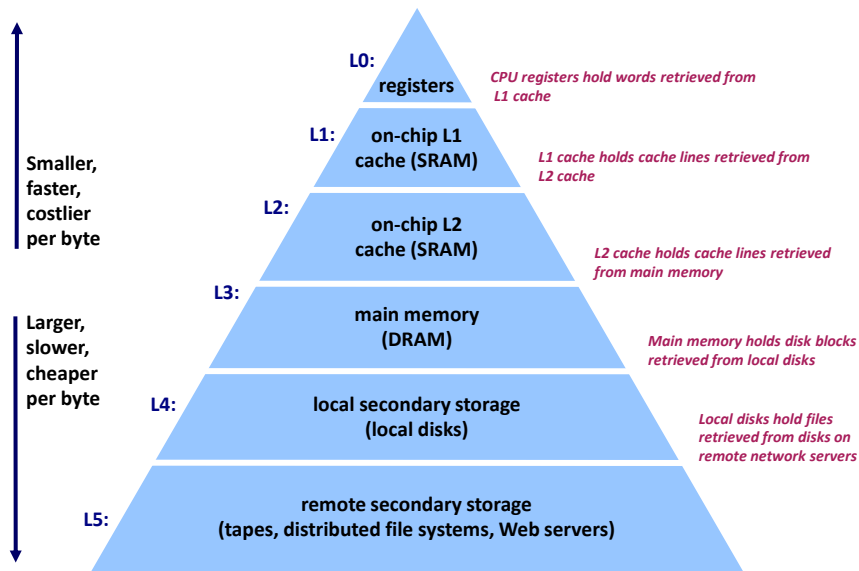 L0:
registers
CPU registers hold words retrieved from
L1 cache
L1:
on-chip L1
cache (SRAM)
L1 cache holds cache lines retrieved from
L2 cache
Smaller,
faster,
costlier
per byte
L2:
on-chip L2
cache (SRAM)
L2 cache holds cache lines retrieved
from main memory
L3:
main memory
(DRAM)
Larger,
slower,
cheaper
per byte
Main memory holds disk blocks
retrieved from local disks
L4:
local secondary storage
(local disks)
Local disks hold files
retrieved from disks on
remote network servers
L5:
remote secondary storage
(tapes, distributed file systems, Web servers)